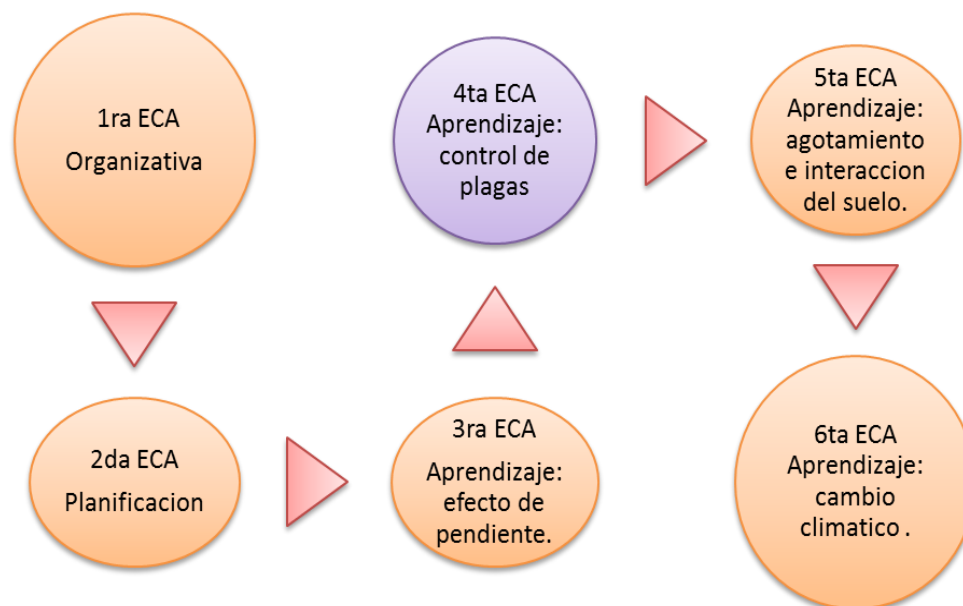 1ra ECA
Organizativa
2da ECA
Planificacion
3ra ECA
Aprendizaje:
efecto de
pendiente.
4ta ECA
Aprendizaje:
control de
plagas
5ta ECA
Aprendizaje:
agotamiento
e interaccion
del suelo.
6ta ECA
Aprendizaje:
cambio
climatico .